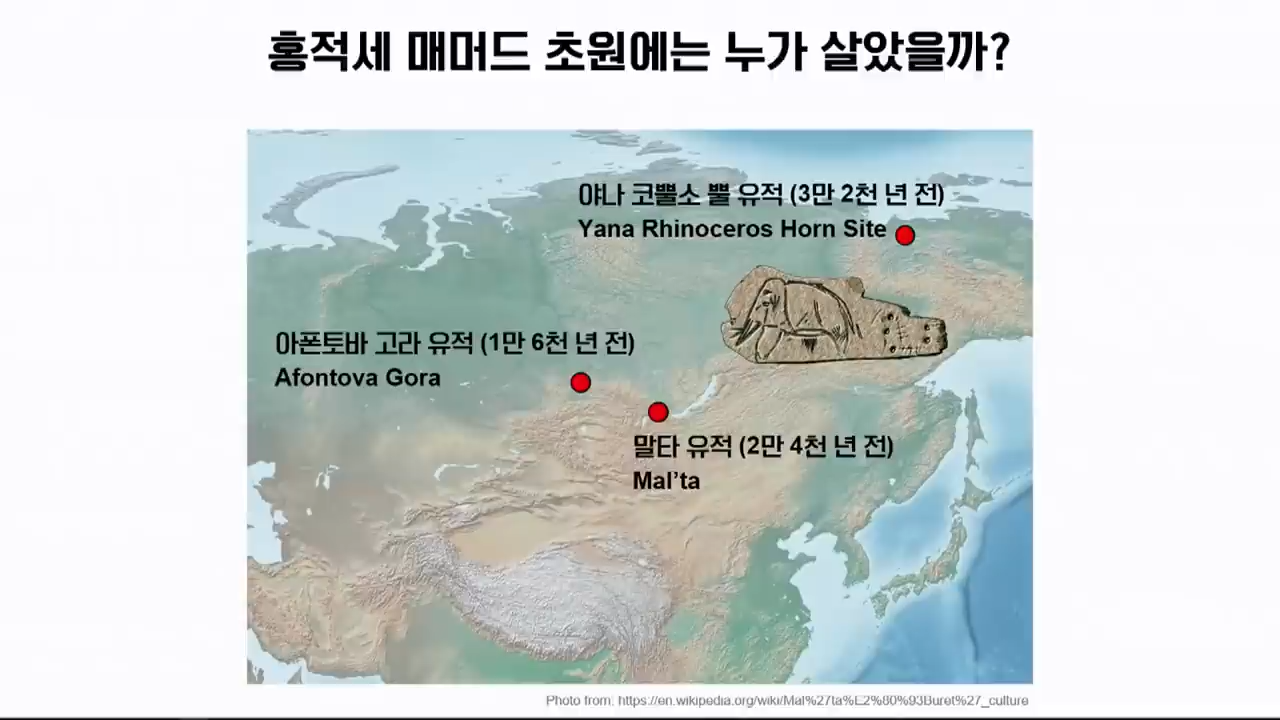 홍적세 매머드 초원에는 누가 살았을까?
야나 코뿔소 뿔 유적 (3만 2천 년 전)
Yana Rhinoceros Horn Site
아폰토바 고라 유적 (1만 6천 년 전)
Afontova Gora
말타 유적 (2만 4천 년 전)
Mal’ta
Photo from: https://en.wikipedia.org/wiki/Mal%27ta%E2%80%93Buret%27_culture